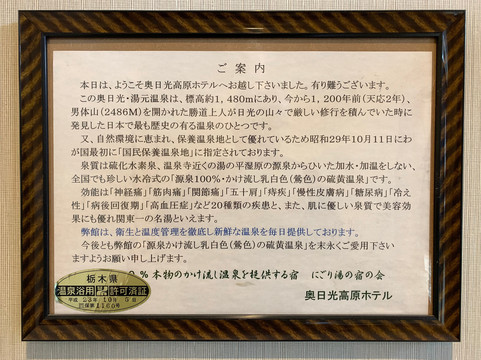 ご案内
本日は、ようこそ奥日光高原ホテルへお越し下さいました。有り難うございます。
この奥日光・湯元温泉は、標高約1,480mにあり、今から1,200年前(天応2年)、
男体山(2486M)を開かれた勝道上人が日光の山々で厳しい修行を積んでいた時に
発見した日本で最も歴史の有る温泉のひとつです。
又、自然環境に恵まれ、保養温泉地として優れているため昭和29年10月11日にわ
が国最初に「国民保養温泉地」に指定されております。
泉質は硫化水素泉、温泉寺近くの湯の平湿原の源泉からひいた加水・加温をしない、
全国でも珍しい水冷式の「源泉100%・かけ流し乳白色(鶯色)の硫黄温泉」です。
効能は「神経痛」「筋肉痛」「関節痛」「五十肩」「痔疾」「慢性皮膚病」「糖尿病」「冷え
性」「病後回復期」「高血圧症」など20種類の疾患と、また、肌に優しい泉質で美容効
果にも優れ関東一の名湯といえます。
弊館は、衛生と温度管理を徹底し新鮮な温泉を毎日提供しております。
今後とも弊館の「源泉かけ流し乳白色(鶯色)の硫黄温泉」を末永くご愛用下さい
ますようお願い申し上げます。
%本物のかけ流し温泉を提供する宿 にごり湯の宿の会
奥日光高原ホテル
栃木県
温泉浴用 許可済証
平成23年10月